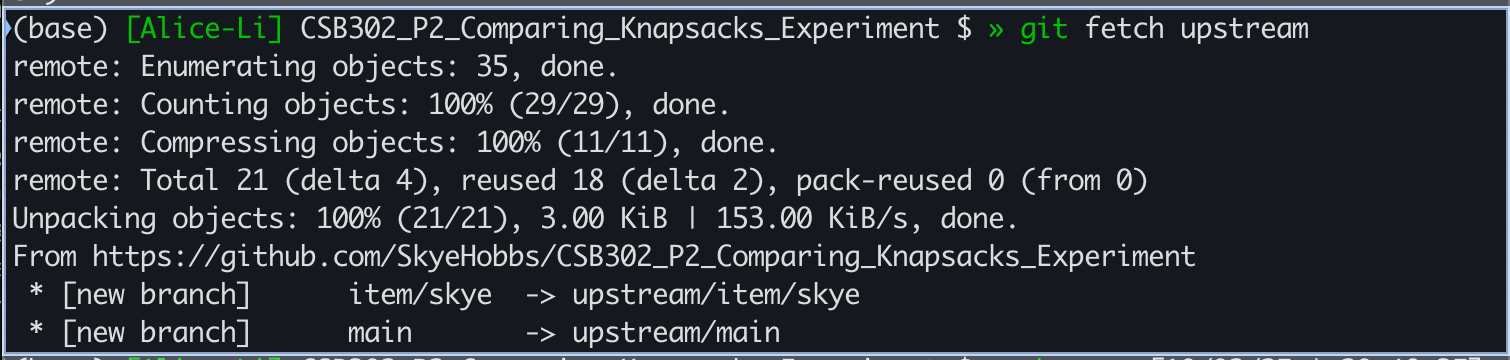 (base) [Alice-Li] CSB302_P2_Comparing_Knapsacks_Experiment $ » git fetch upstream
remote: Enumerating objects: 35, done.
remote: Counting objects: 100% (29/29), done.
remote: Compressing objects: 100% (11/11), done.
remote: Total 21 (delta 4), reused 18 (delta 2), pack-reused 0 (from 0)
Unpacking objects: 100% (21/21), 3.00 KiB | 153.00 KiB/s, done.
From https://github.com/SkyeHobbs/CSB302_P2_Comparing_Knapsacks_Experiment
 * [new branch]      item/skye  -> upstream/item/skye
 * [new branch]      main       -> upstream/main